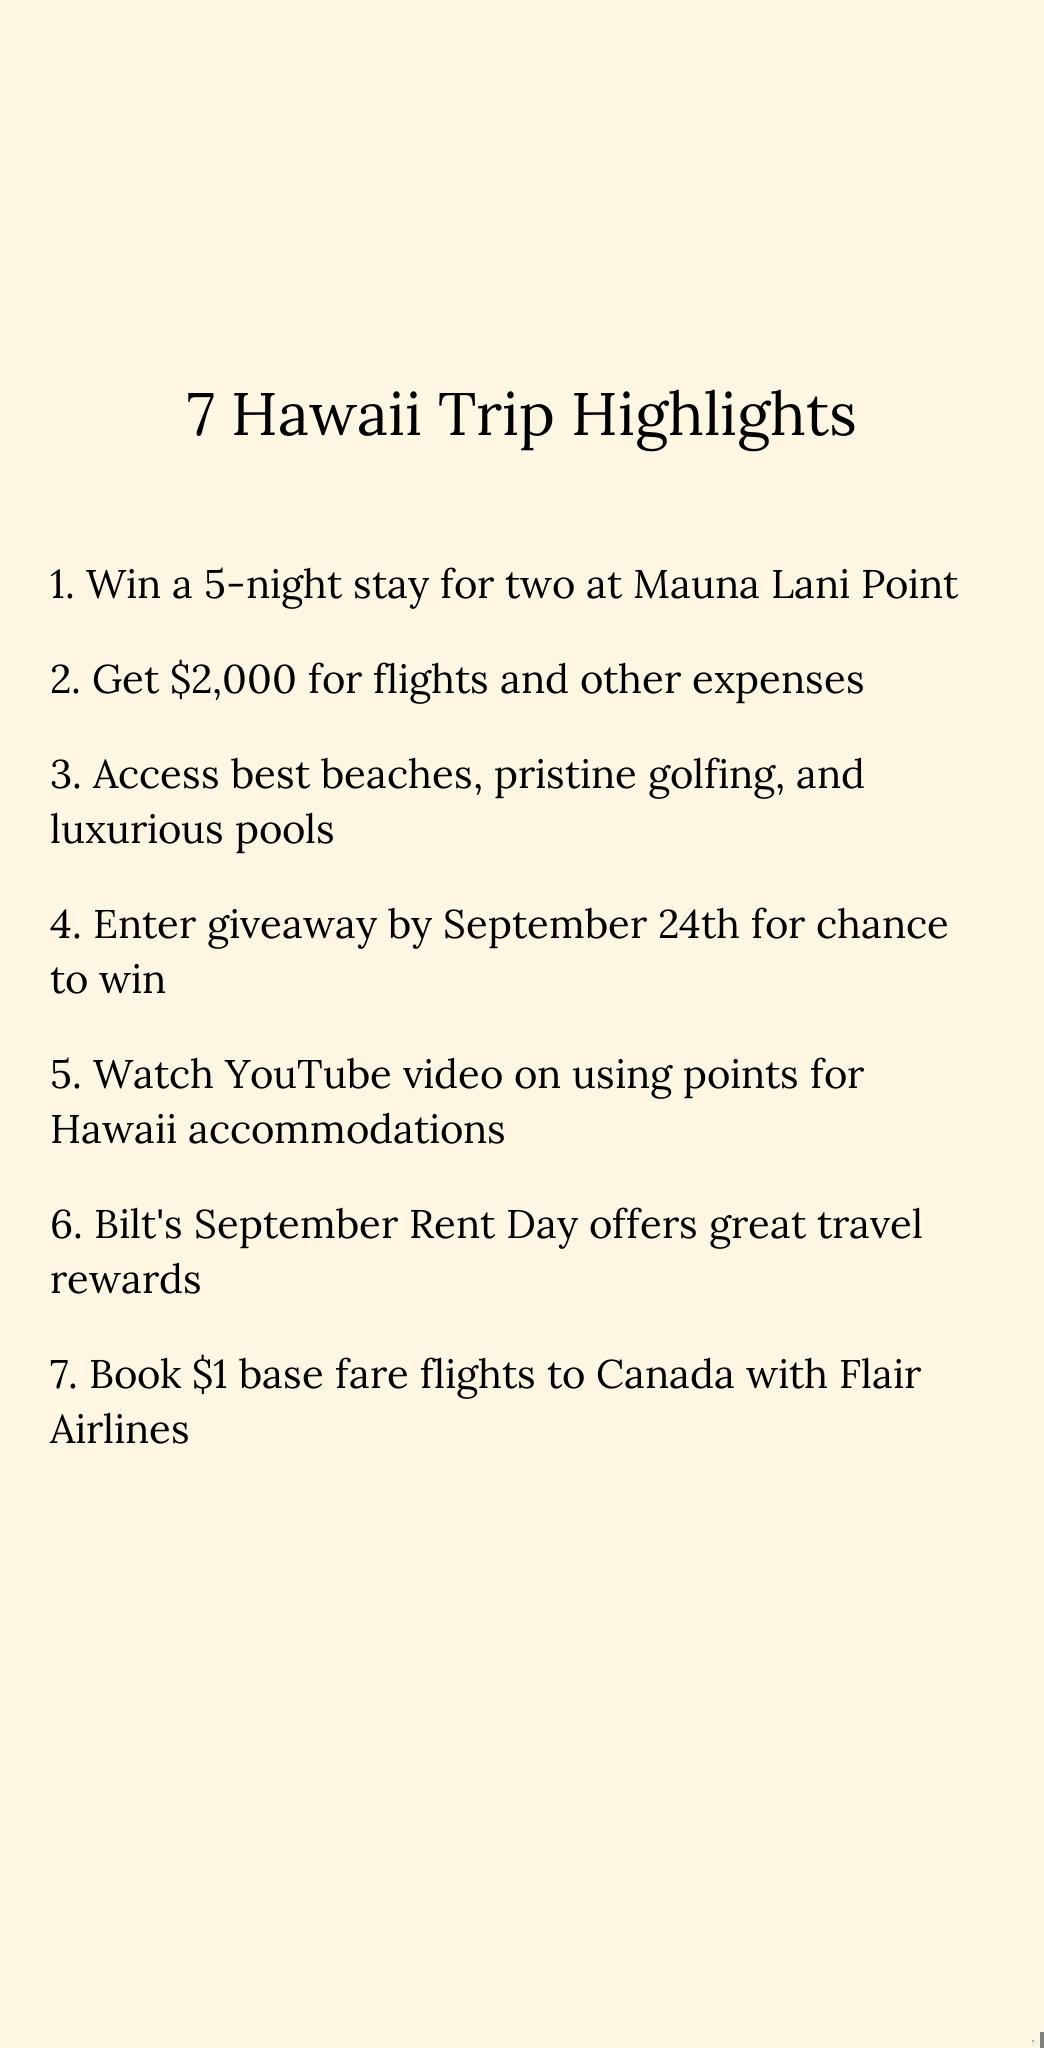 7 Hawaii Trip Highlights
1. Win a 5-night stay for two at Mauna Lani Point
2. Get $2,000 for flights and other expenses
3. Access best beaches, pristine golfing, and
luxurious pools
4. Enter giveaway by September 24th for chance
to win
5. Watch YouTube video on using points for
Hawaii accommodations
6. Bilt's September Rent Day offers great travel
rewards
7. Book $1 base fare flights to Canada with Flair
Airlines